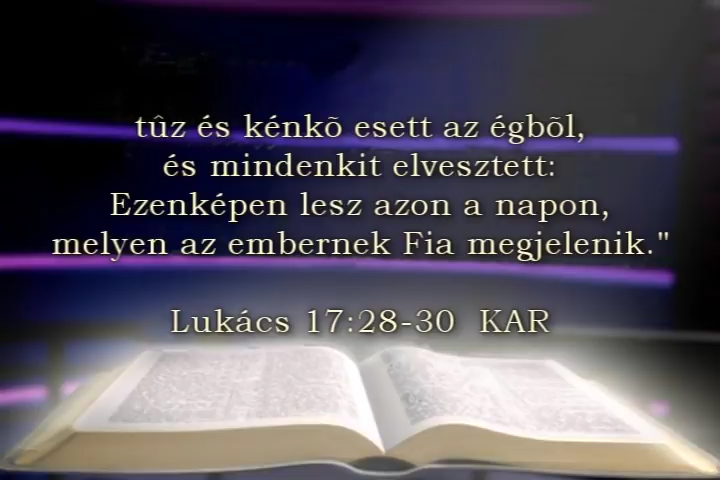 tûz és kénkõ esett az égbõl,
és mindenkit elvesztett:
Ezenképen lesz azon a napon,
melyen az embernek Fia megjelenik."
Lukács 17:28-30 KAR